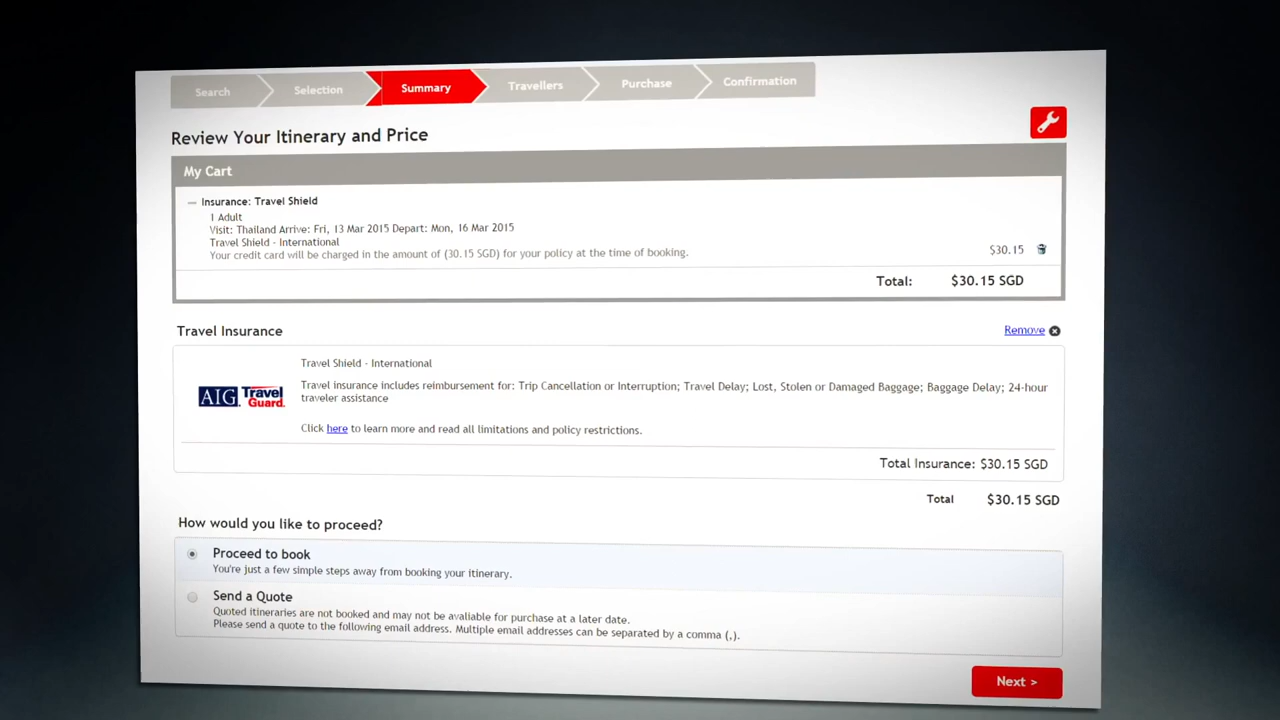 Search
Selection
Summary
Travellers
Purchase
Confirmation
Review Your Itinerary and Price
My Cart
Insurance: Travel Shield
1 Adult
Visit: Thailand Arrive: Fri, 13 Mar 2015 Depart: Mon, 16 Mar 2015
Travel Shield - International
Your credit card will be charged in the amount of (30.15 SGD) for your policy at the time of booking.
$30.15
Total: $30.15 SGD
Travel Insurance
Remove
Travel Shield - International
AIG Travel Guard.
Travel insurance includes reimbursement for: Trip Cancellation or Interruption; Travel Delay; Lost, Stolen or Damaged Baggage; Baggage Delay; 24-hour
traveler assistance
Click here to learn more and read all limitations and policy restrictions.
Total Insurance: $30.15 SGD
Total $30.15 SGD
How would you like to proceed?
Proceed to book
You're just a few simple steps away from booking your itinerary.
Send a Quote
Quoted itineraries are not booked and may not be avaliable for purchase at a later date.
Please send a quote to the following email address. Multiple email addresses can be separated by a comma (,).
Next >